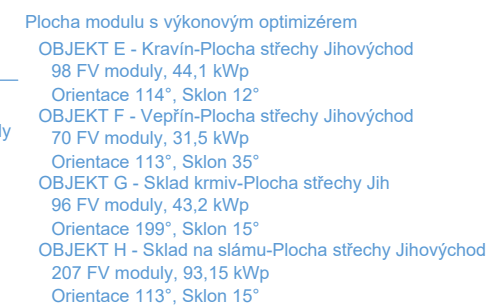 Plocha modulu s výkonovým optimizérem
OBJEKT E - Kravín-Plocha střechy Jihovýchod
98 FV moduly, 44,1 kWp
Orientace 114°, Sklon 12°
OBJEKT F - Vepřín-Plocha střechy Jihovýchod
70 FV moduly, 31,5 kWp
Orientace 113°, Sklon 35°
OBJEKT G - Sklad krmiv-Plocha střechy Jih
96 FV moduly, 43,2 kWp
Orientace 199°, Sklon 15°
OBJEKT H - Sklad na slámu-Plocha střechy Jihovýchod
207 FV moduly, 93,15 kWp
Orientace 113°, Sklon 15°